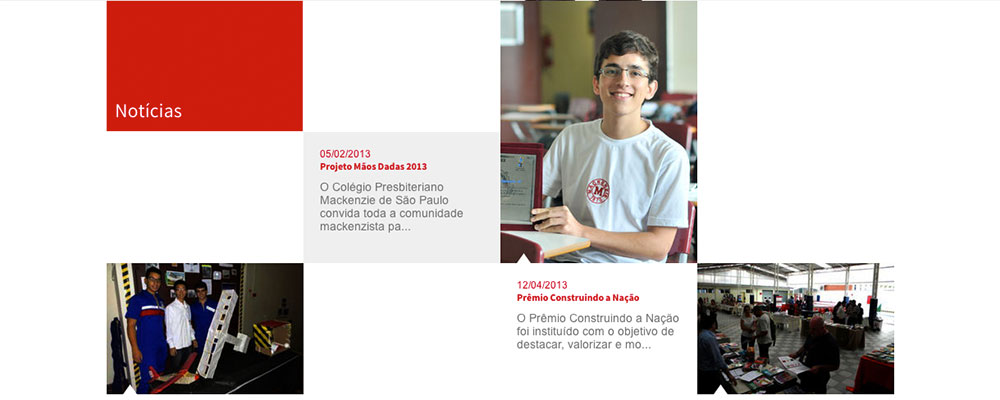 Notícias
05/02/2013
Projeto Mãos Dadas 2013
O Colégio Presbiteriano
Mackenzie de São Paulo
convida toda a comunidade
mackenzista pa...
M
12/04/2013
Prêmio Construindo a Nação
O Prêmio Construindo a Nação
foi instituído com o objetivo de
destacar, valorizar e mo...